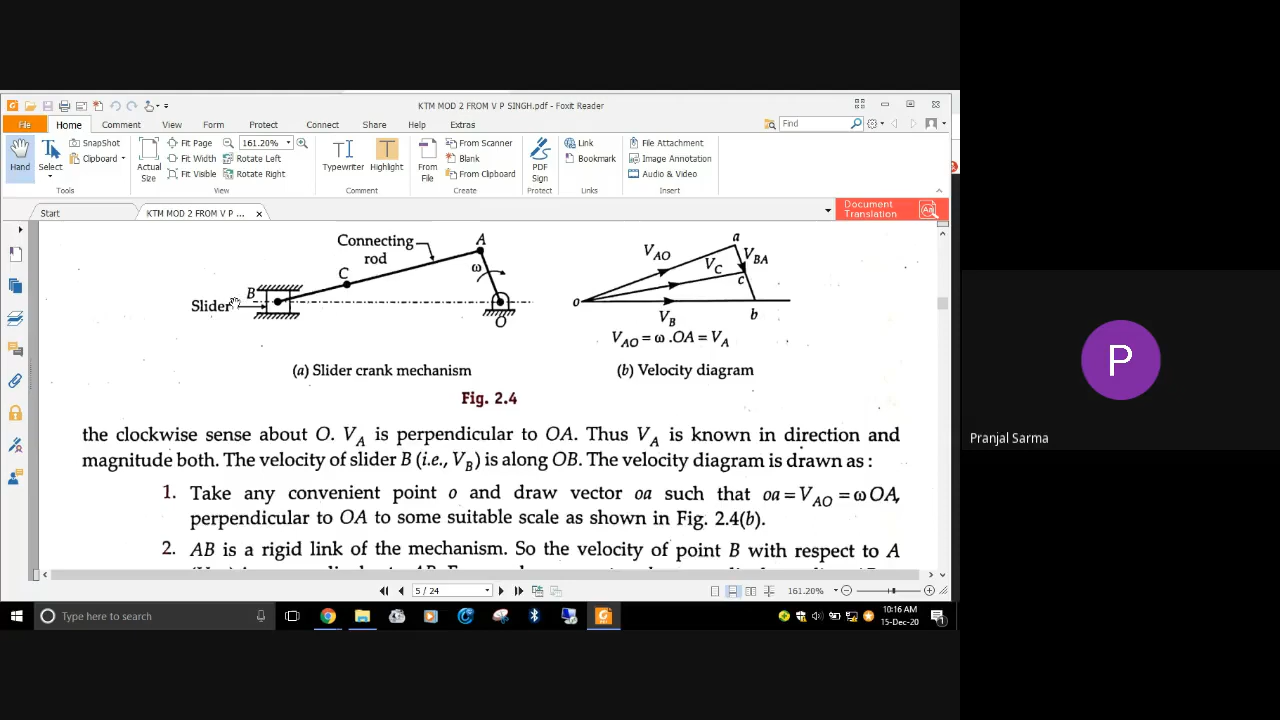 KTM MOD 2 FROM V P SINGH.pdf - Foxit Reader
File Home Comment View Form Protect Connect Share Help Extras Find
Hand Select SnapShot Clipboard Actual Size Fit Page Fit Width Fit Visible 161.20% Rotate Left Rotate Right Typewriter Highlight From File From Scanner Blank From Clipboard PDF Sign Link Bookmark File Attachment Image Annotation Audio & Video
Tools View Comment Create Protect Links Insert
Start KTM MOD 2 FROM V P ... Document Translation
Connecting rod
A
ω
C
B
Slider
O
a
V_AO
V_BA
V_C
c
o
V_B
b
V_AO = ω . OA = V_A
(a) Slider crank mechanism
(b) Velocity diagram
Fig. 2.4
the clockwise sense about O. V_A is perpendicular to OA. Thus V_A is known in direction and
magnitude both. The velocity of slider B (i.e., V_B) is along OB. The velocity diagram is drawn as :
1. Take any convenient point o and draw vector oa such that oa = V_AO = ω OA,
perpendicular to OA to some suitable scale as shown in Fig. 2.4(b).
2. AB is a rigid link of the mechanism. So the velocity of point B with respect to A
5 / 24 161.20%
Type here to search
10:16 AM
15-Dec-20
P
Pranjal Sarma